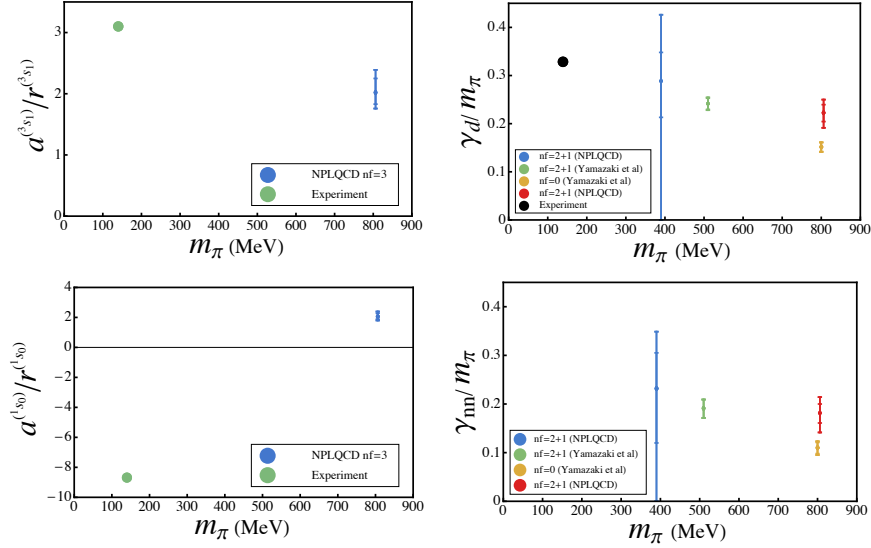 3
2
1
0
0 100 200 300 400 500 600 700 800 900
a^(³s₁)/r^(³s₁)
m_π (MeV)
NPLQCD nf=3
Experiment
0.4
0.3
0.2
0.1
0
0 100 200 300 400 500 600 700 800 900
γ_d/m_π
m_π (MeV)
nf=2+1 (NPLQCD)
nf=2+1 (Yamazaki et al)
nf=0 (Yamazaki et al)
nf=2+1 (NPLQCD)
Experiment
4
2
0
−2
−4
−6
−8
−10
0 100 200 300 400 500 600 700 800 900
a^(¹s₀)/r^(¹s₀)
m_π (MeV)
NPLQCD nf=3
Experiment
0.4
0.3
0.2
0.1
0
0 100 200 300 400 500 600 700 800 900
γ_nn/m_π
m_π (MeV)
nf=2+1 (NPLQCD)
nf=2+1 (Yamazaki et al)
nf=0 (Yamazaki et al)
nf=2+1 (NPLQCD)